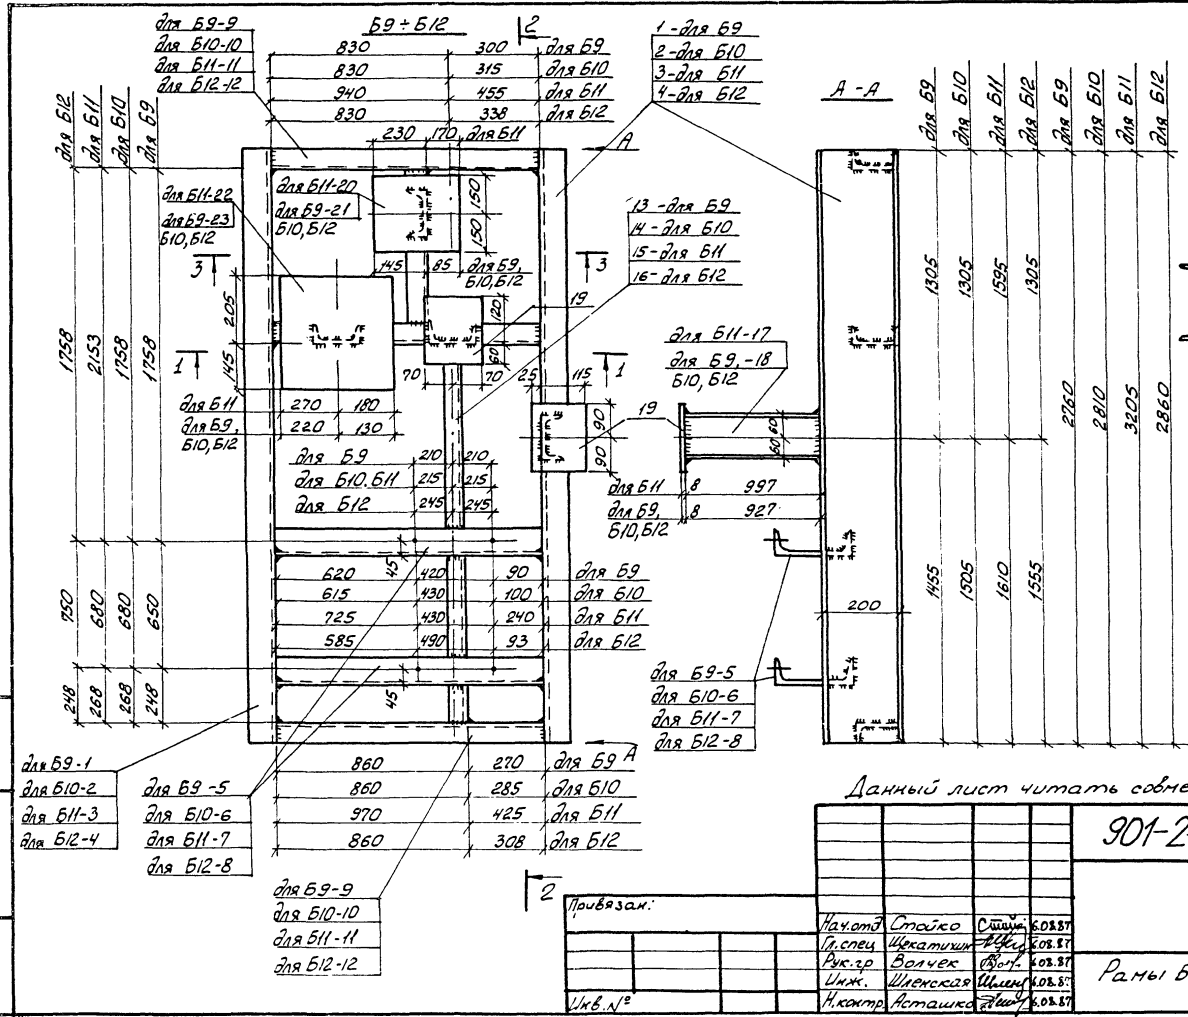 Б9÷Б12
для Б9-9
для Б10-10
для Б11-11
для Б12-12
2
830 300 для Б9
830 315 для Б10
940 455 для Б11
830 338 для Б12
230 170 для Б11
1-для Б9
2-для Б10
3-для Б11
4-для Б12
А
А-А
для Б12
для Б11
для Б10
для Б9
1758 2153 1758 1758
750 680 680 650
248 268 268 248
для Б11-22
для Б9-23
Б10,Б12
для Б11-20
для Б9-21
Б10,Б12
150 150
145 85 для Б9,
Б10,Б12
13-для Б9
14-для Б10
15-для Б11
16-для Б12
3 3
205
145
1 1
19
120
60
70 70
25 115
90
90
19
для Б11 270 180
для Б9, 220 130
Б10,Б12
для Б9 210 210
для Б10,Б11 215 215
для Б12 245 245
45
620 420 90 для Б9
615 430 100 для Б10
725 430 240 для Б11
585 490 93 для Б12
45
для Б11-17
для Б9,-18
Б10,Б12
60 60
для Б11 8 997
для Б9, 8 927
Б10,Б12
для Б9
для Б10
для Б11
для Б12
для Б9
для Б10
для Б11
для Б12
1305 1305 1595 1305
1455 1505 1610 1555
2760 2810 3205 2860
200
для Б9-5
для Б10-6
для Б11-7
для Б12-8
А
для Б9-1
для Б10-2
для Б11-3
для Б12-4
для Б9-5
для Б10-6
для Б11-7
для Б12-8
860 270 для Б9
860 285 для Б10
970 425 для Б11
860 308 для Б12
для Б9-9
для Б10-10
для Б11-11
для Б12-12
2
Данный лист читать совме
901-2
Привязан:
Инв.№
Нач.отд Стойко 6.08.87
Гл.спец Щекатихин 6.08.87
Рук.гр Волчек 6.08.87
Инж. Шленская 6.08.87
Н.контр Асташко 6.08.87
Рамы Б